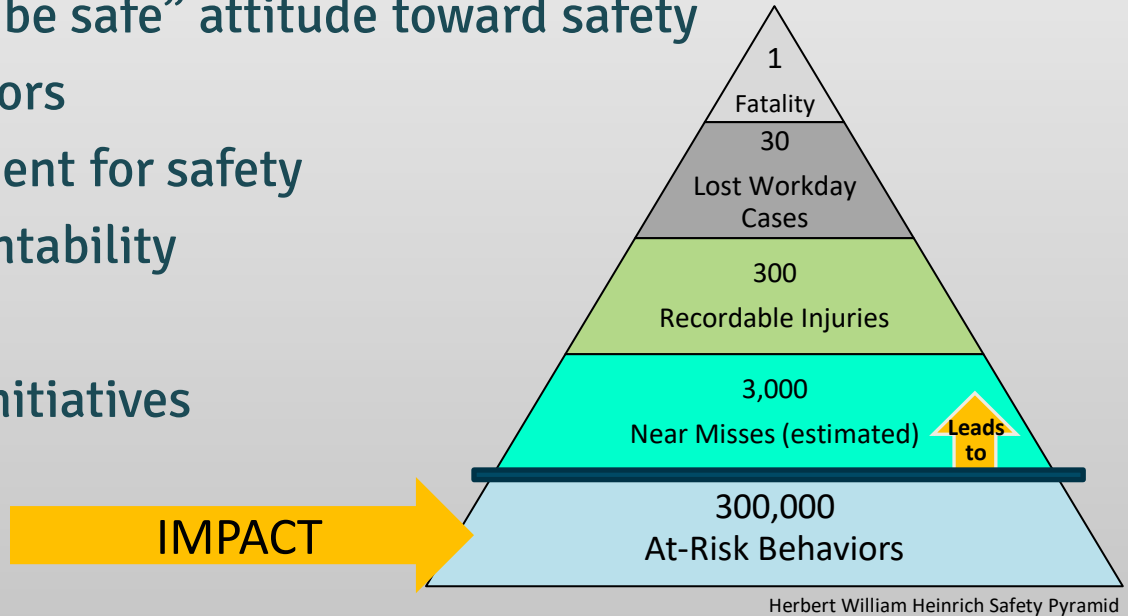 be safe” attitude toward safety
ors
ent for safety
ntability
nitiatives
1
Fatality
30
Lost Workday
Cases
300
Recordable Injuries
3,000
Near Misses (estimated)
Leads
to
300,000
At-Risk Behaviors
IMPACT
Herbert William Heinrich Safety Pyramid